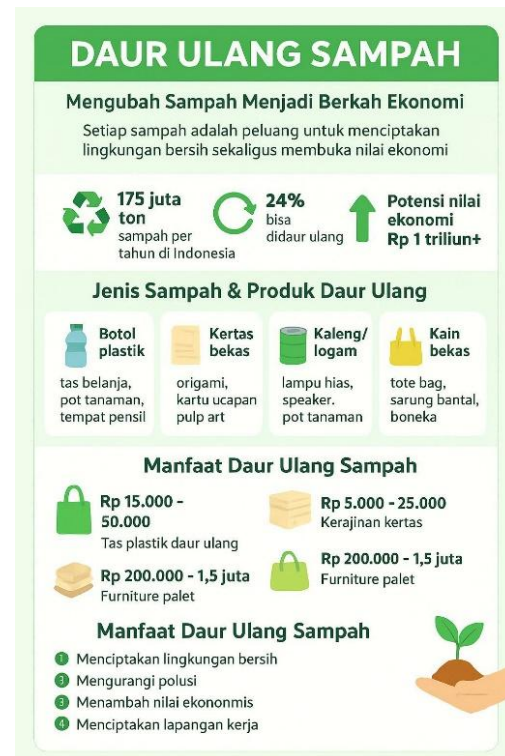 DAUR ULANG SAMPAH
Mengubah Sampah Menjadi Berkah Ekonomi
Setiap sampah adalah peluang untuk menciptakan
lingkungan bersih sekaligus membuka nilai ekonomi
175 juta
ton
sampah per
tahun di Indonesia
24%
bisa
didaur ulang
Potensi nilai
ekonomi
Rp 1 triliun+
Jenis Sampah & Produk Daur Ulang
Botol
plastik
tas belanja,
pot tanaman,
tempat pensil
Kertas
bekas
origami,
kartu ucapan
pulp art
Kaleng/
logam
lampu hias,
speaker.
pot tanaman
Kain
bekas
tote bag,
sarung bantal,
boneka
Manfaat Daur Ulang Sampah
Rp 15.000 –
50.000
Tas plastik daur ulang
Rp 5.000 - 25.000
Kerajinan kertas
Rp 200.000 - 1,5 juta
Furniture palet
Rp 200.000 - 1,5 juta
Furniture palet
Manfaat Daur Ulang Sampah
1 Menciptakan lingkungan bersih
3 Mengurangi polusi
3 Menambah nilai ekononmis
4 Menciptakan lapangan kerja